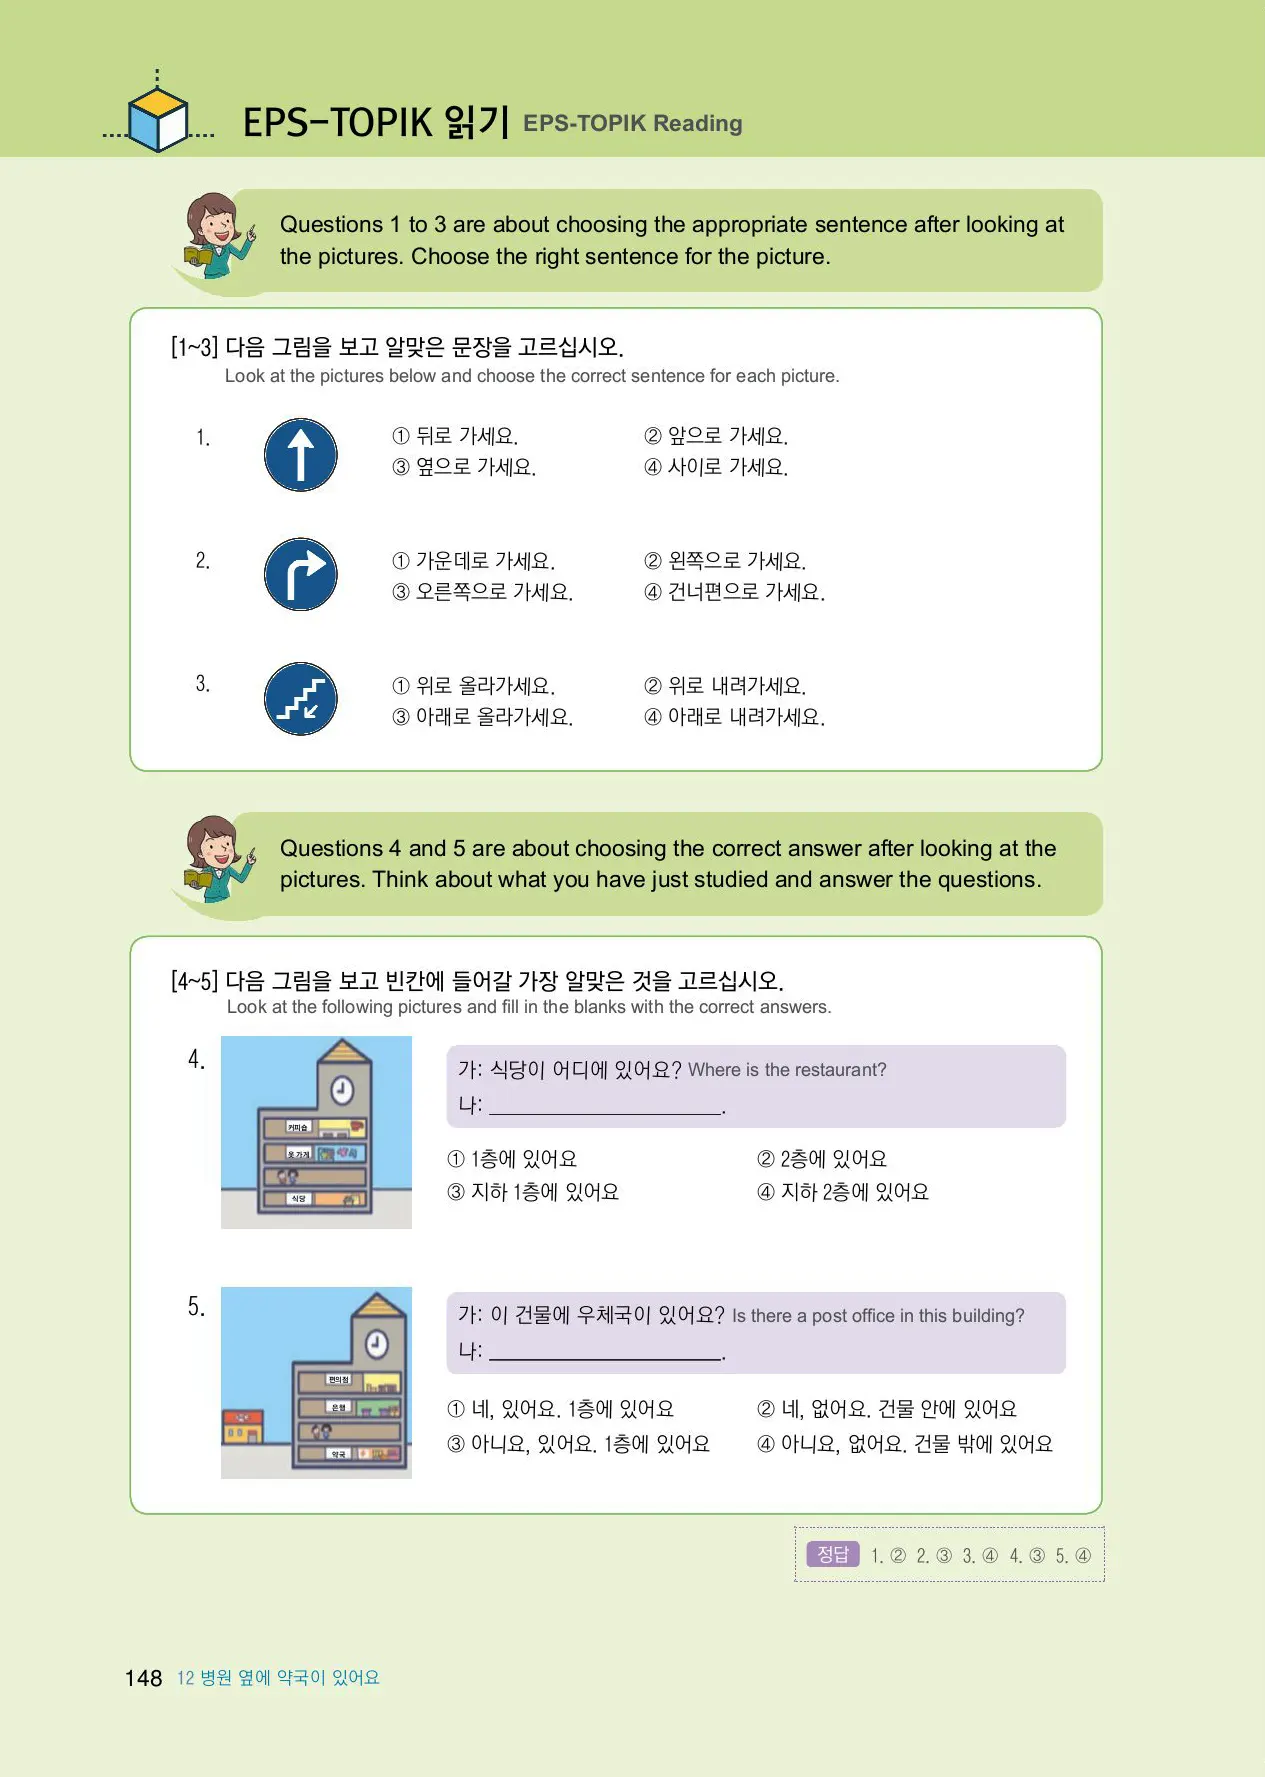 EPS-TOPIK 읽기 EPS-TOPIK Reading
Questions 1 to 3 are about choosing the appropriate sentence after looking at
the pictures. Choose the right sentence for the picture.
[1~3] 다음 그림을 보고 알맞은 문장을 고르십시오.
Look at the pictures below and choose the correct sentence for each picture.
1.
① 뒤로 가세요. ② 앞으로 가세요.
③ 옆으로 가세요. ④ 사이로 가세요.
2.
① 가운데로 가세요. ② 왼쪽으로 가세요.
③ 오른쪽으로 가세요. ④ 건너편으로 가세요.
3.
① 위로 올라가세요. ② 위로 내려가세요.
③ 아래로 올라가세요. ④ 아래로 내려가세요.
Questions 4 and 5 are about choosing the correct answer after looking at the
pictures. Think about what you have just studied and answer the questions.
[4~5] 다음 그림을 보고 빈칸에 들어갈 가장 알맞은 것을 고르십시오.
Look at the following pictures and fill in the blanks with the correct answers.
4.
커피숍
옷 가게
식당
가: 식당이 어디에 있어요? Where is the restaurant?
나: ______________________.
① 1층에 있어요 ② 2층에 있어요
③ 지하 1층에 있어요 ④ 지하 2층에 있어요
5.
편의점
은행
약국
가: 이 건물에 우체국이 있어요? Is there a post office in this building?
나: ______________________.
① 네, 있어요. 1층에 있어요 ② 네, 없어요. 건물 안에 있어요
③ 아니요, 있어요. 1층에 있어요 ④ 아니요, 없어요. 건물 밖에 있어요
정답 1. ② 2. ③ 3. ④ 4. ③ 5. ④
148 12 병원 옆에 약국이 있어요